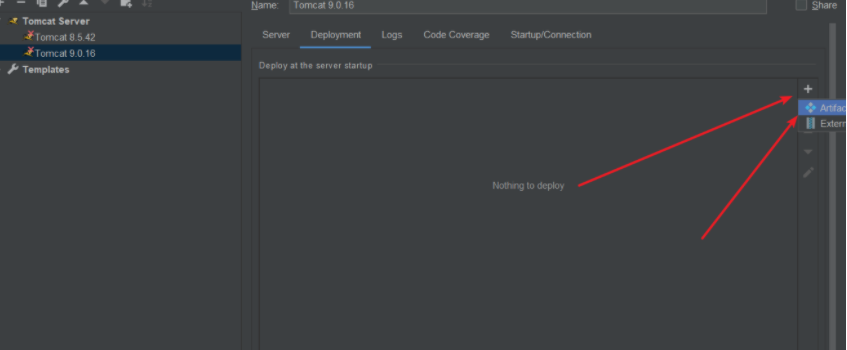 Name: Tomcat 9.0.16 Share
Tomcat Server
Tomcat 8.5.42
Tomcat 9.0.16
Templates
Server Deployment Logs Code Coverage Startup/Connection
Deploy at the server startup
Artifac
Extern
Nothing to deploy